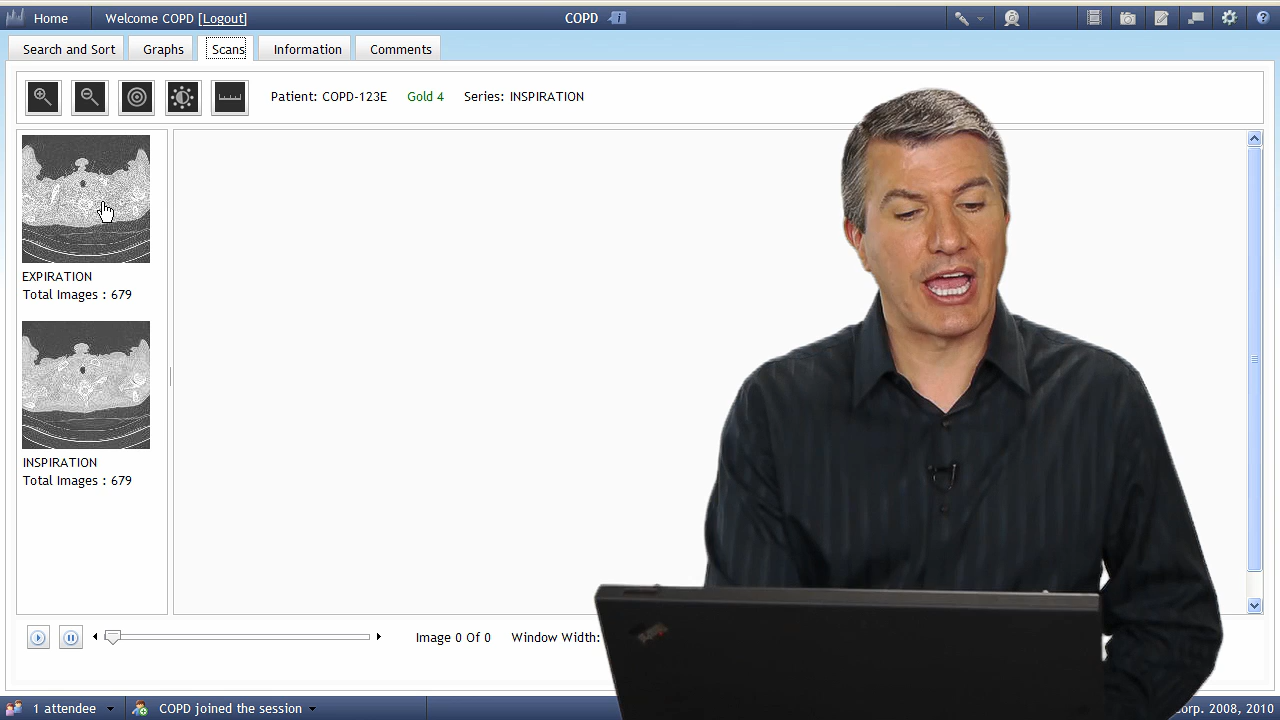 Home
Welcome COPD [Logout]
COPD
Search and Sort
Graphs
Scans
Information
Comments
Patient: COPD-123E
Gold 4
Series: INSPIRATION
EXPIRATION
Total Images : 679
INSPIRATION
Total Images : 679
Image 0 Of 0
Window Width:
1 attendee
COPD joined the session
corp. 2008, 2010